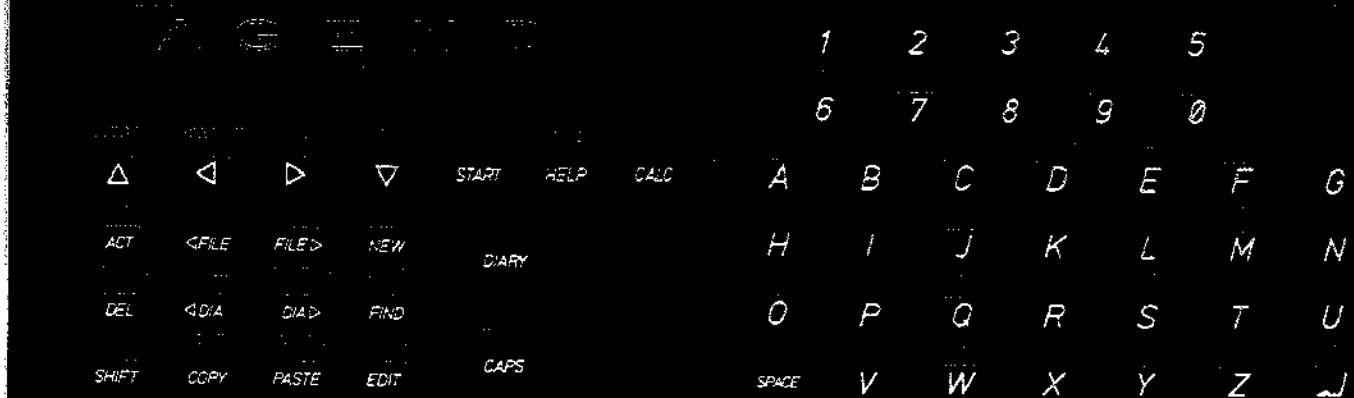 AGENT
1 2 3 4 5
6 7 8 9 0
△ ◁ ▷ ▽ START HELP CALC A B C D E F G
ACT ◁FILE FILE▷ NEW DIARY H I J K L M N
DEL ◁DIA DIA▷ FIND O P Q R S T U
SHIFT COPY PASTE EDIT CAPS SPACE V W X Y Z ↵